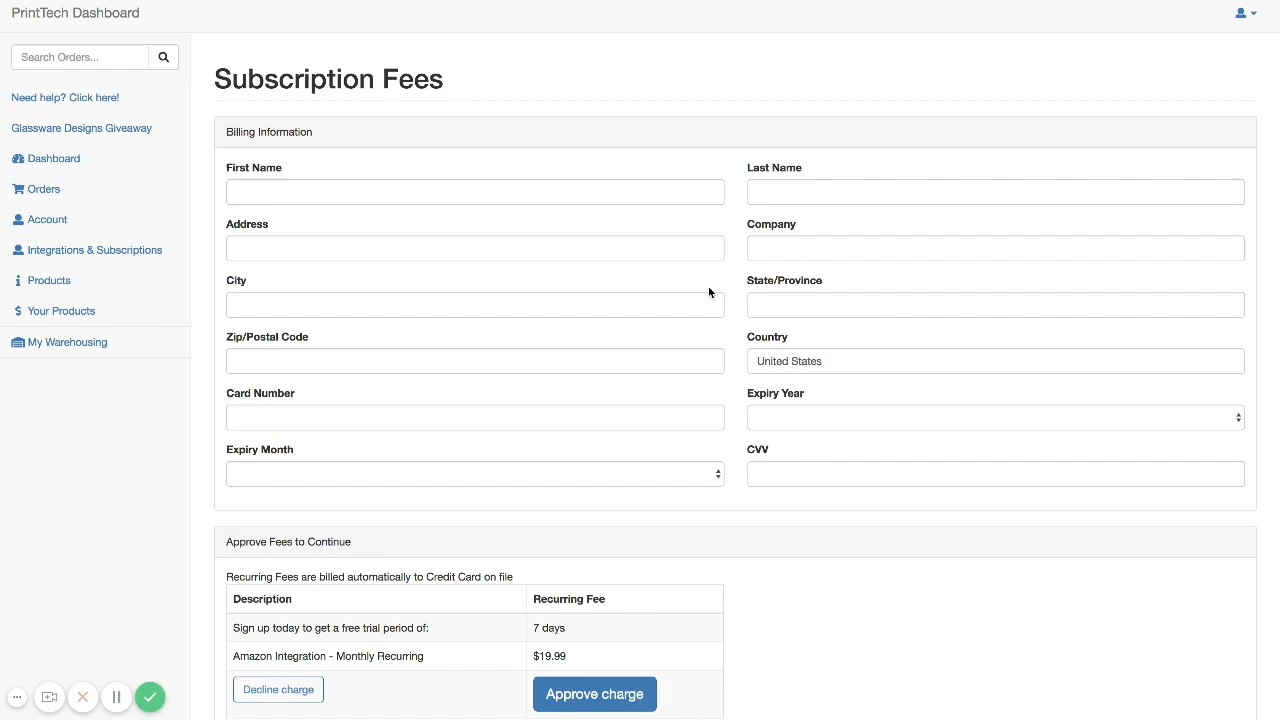 PrintTech Dashboard
Search Orders...
Need help? Click here!
Glassware Designs Giveaway
Dashboard
Orders
Account
Integrations & Subscriptions
Products
Your Products
My Warehousing
Subscription Fees
Billing Information
First Name
Last Name
Address
Company
City
State/Province
Zip/Postal Code
Country
United States
Card Number
Expiry Year
Expiry Month
CVV
Approve Fees to Continue
Recurring Fees are billed automatically to Credit Card on file
Description Recurring Fee
Sign up today to get a free trial period of: 7 days
Amazon Integration - Monthly Recurring $19.99
Decline charge Approve charge